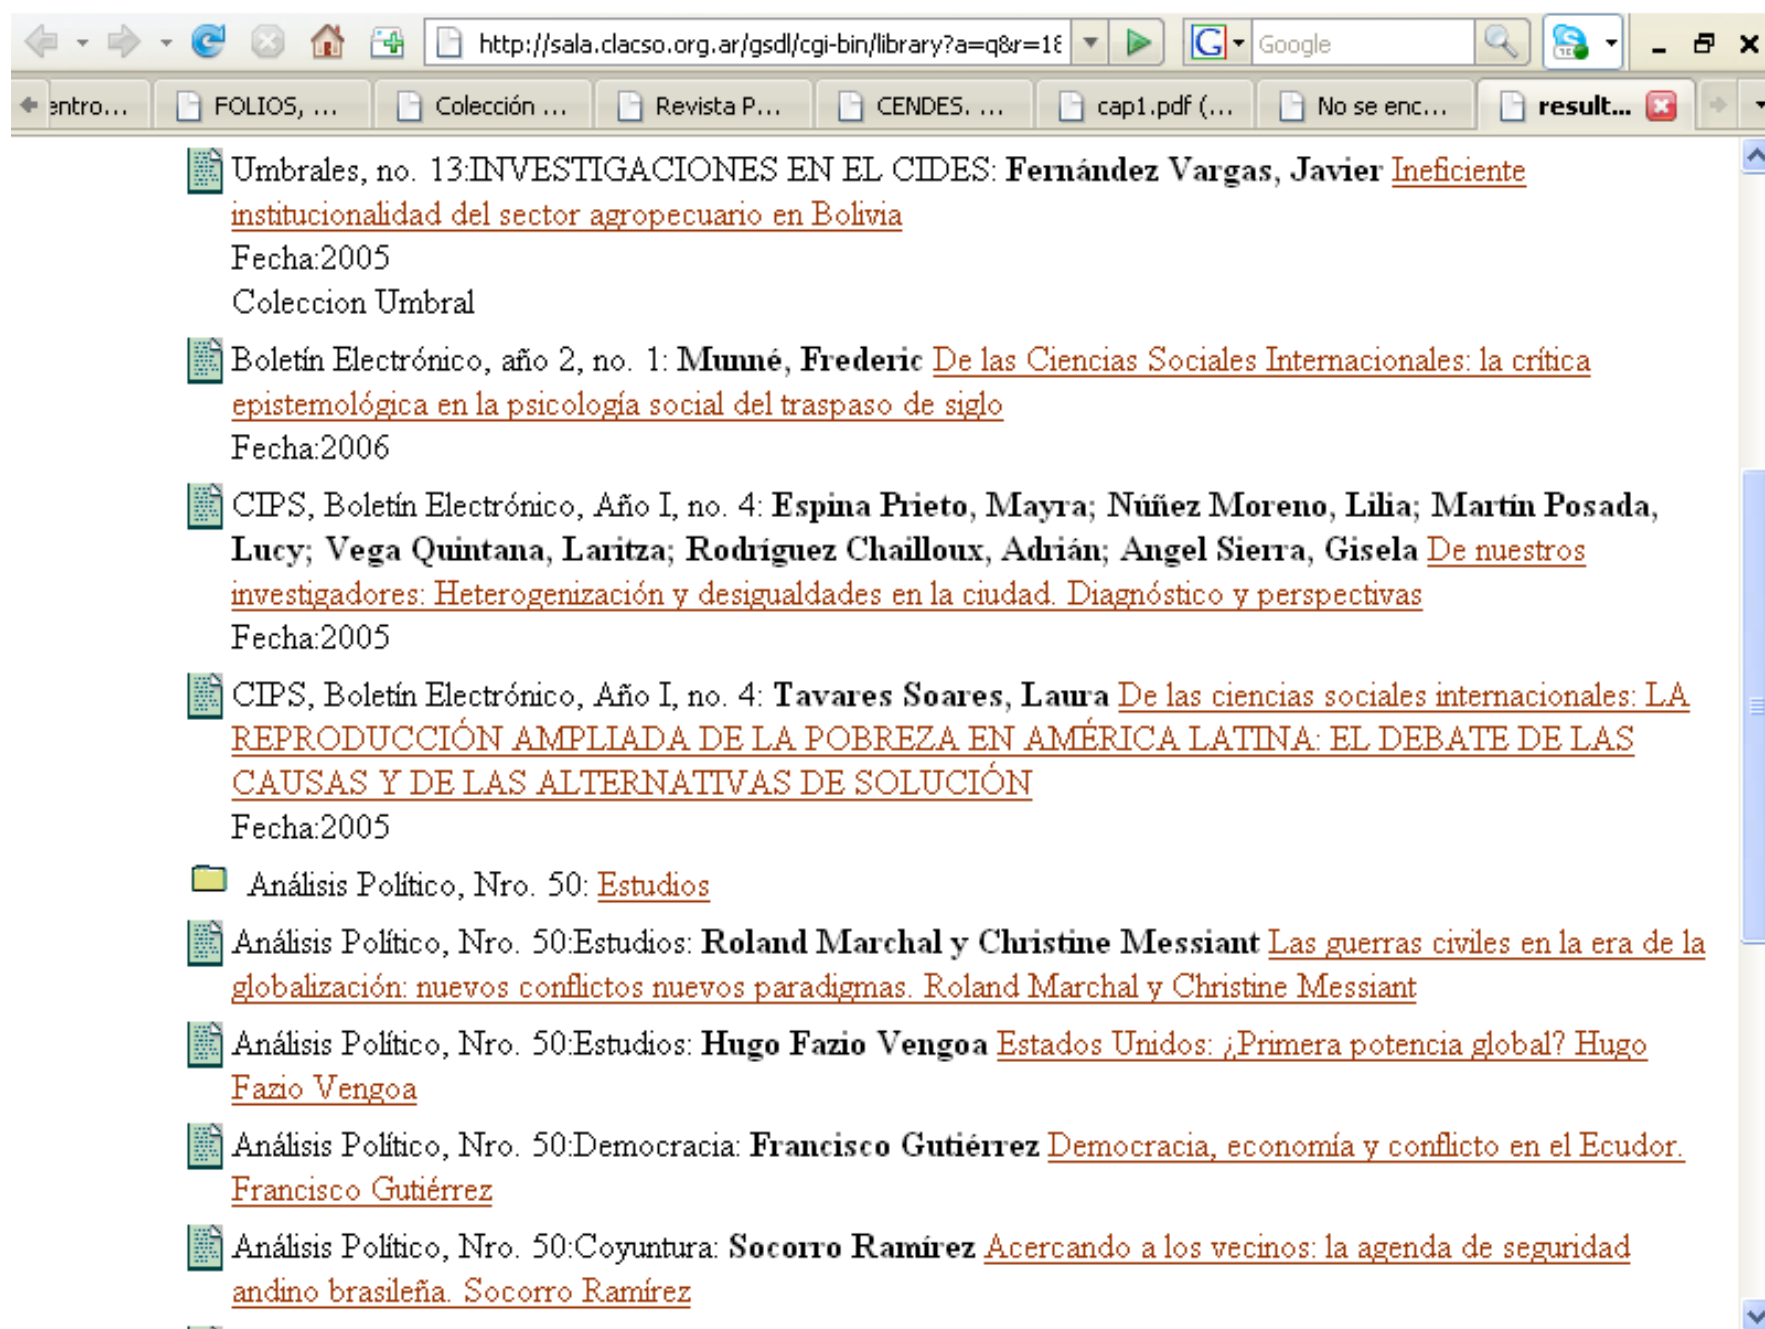 http://sala.clacso.org.ar/gsdl/cgi-bin/library?a=q&r=1
Google
entro...
FOLIOS, ...
Colección ...
Revista P...
CENDES. ...
cap1.pdf (...
No se enc...
result...
Umbrales, no. 13:INVESTIGACIONES EN EL CIDES: Fernández Vargas, Javier Ineficiente
institucionalidad del sector agropecuario en Bolivia
Fecha:2005
Coleccion Umbral
Boletín Electrónico, año 2, no. 1: Munné, Frederic De las Ciencias Sociales Internacionales: la crítica
epistemológica en la psicología social del traspaso de siglo
Fecha:2006
CIPS, Boletín Electrónico, Año I, no. 4: Espina Prieto, Mayra; Núñez Moreno, Lilia; Martín Posada,
Lucy; Vega Quintana, Laritza; Rodríguez Chailloux, Adrián; Angel Sierra, Gisela De nuestros
investigadores: Heterogenización y desigualdades en la ciudad. Diagnóstico y perspectivas
Fecha:2005
CIPS, Boletín Electrónico, Año I, no. 4: Tavares Soares, Laura De las ciencias sociales internacionales: LA
REPRODUCCIÓN AMPLIADA DE LA POBREZA EN AMÉRICA LATINA: EL DEBATE DE LAS
CAUSAS Y DE LAS ALTERNATIVAS DE SOLUCIÓN
Fecha:2005
Análisis Político, Nro. 50: Estudios
Análisis Político, Nro. 50:Estudios: Roland Marchal y Christine Messiant Las guerras civiles en la era de la
globalización: nuevos conflictos nuevos paradigmas. Roland Marchal y Christine Messiant
Análisis Político, Nro. 50:Estudios: Hugo Fazio Vengoa Estados Unidos: ¿Primera potencia global? Hugo
Fazio Vengoa
Análisis Político, Nro. 50:Democracia: Francisco Gutiérrez Democracia, economía y conflicto en el Ecudor.
Francisco Gutiérrez
Análisis Político, Nro. 50:Coyuntura: Socorro Ramírez Acercando a los vecinos: la agenda de seguridad
andino brasileña. Socorro Ramírez